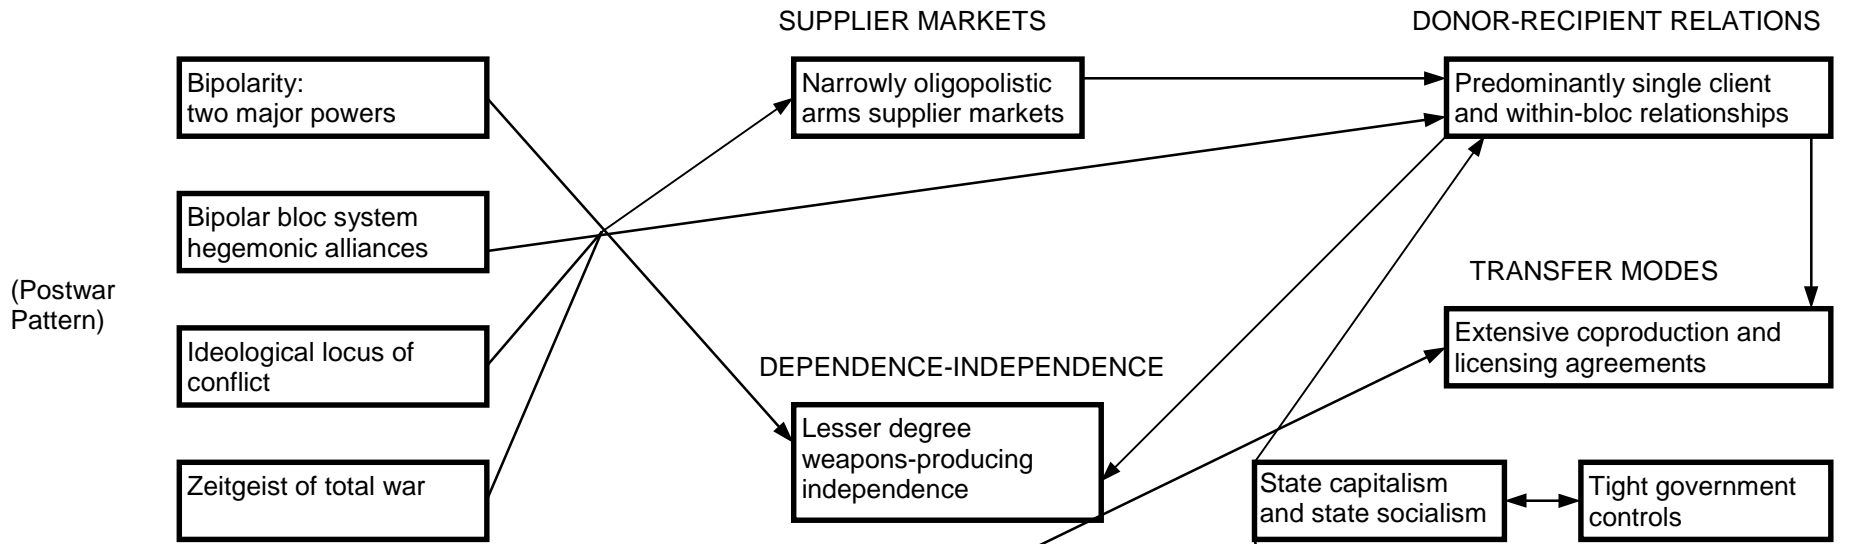 SUPPLIER MARKETS
DONOR-RECIPIENT RELATIONS
Bipolarity:
two major powers
Narrowly oligopolistic
arms supplier markets
Predominantly single client
and within-bloc relationships
Bipolar bloc system
hegemonic alliances
(Postwar
Pattern)
TRANSFER MODES
Ideological locus of
conflict
Extensive coproduction and
licensing agreements
DEPENDENCE-INDEPENDENCE
Lesser degree
weapons-producing
independence
Zeitgeist of total war
State capitalism
and state socialism
Tight government
controls